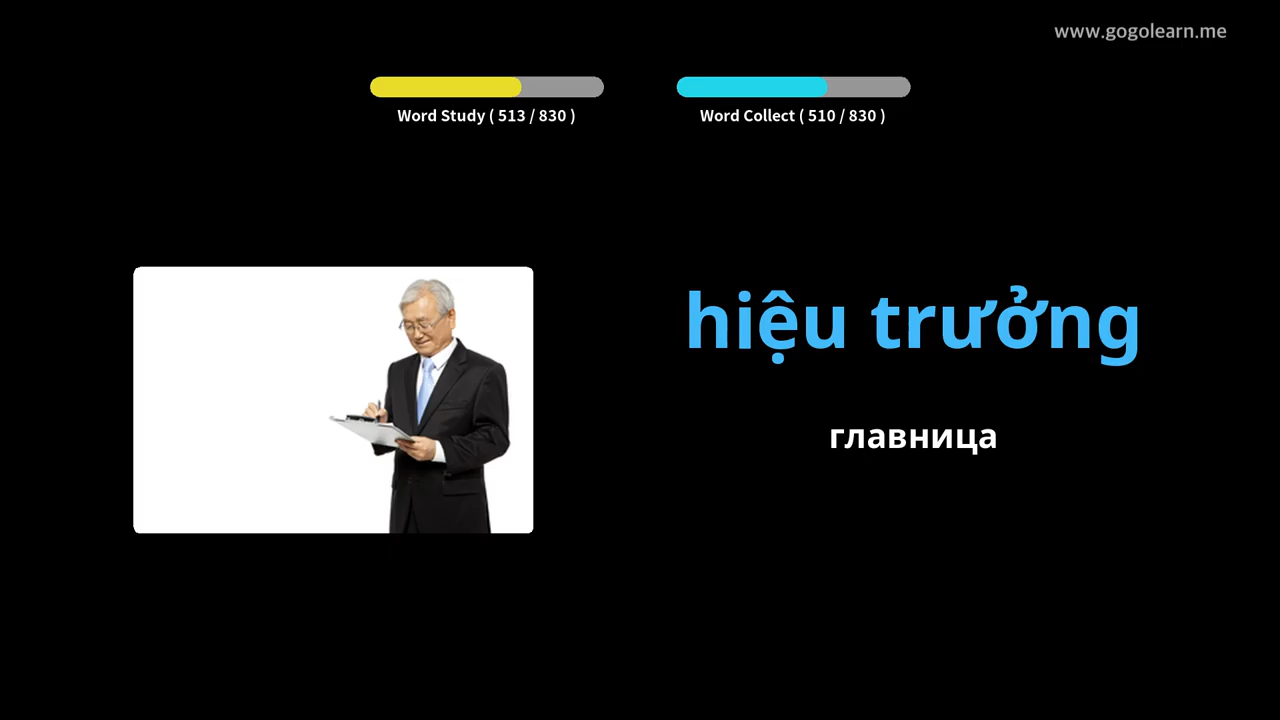 www.gogolearn.me
Word Study ( 513 / 830 )
Word Collect ( 510 / 830 )
hiệu trưởng
главница